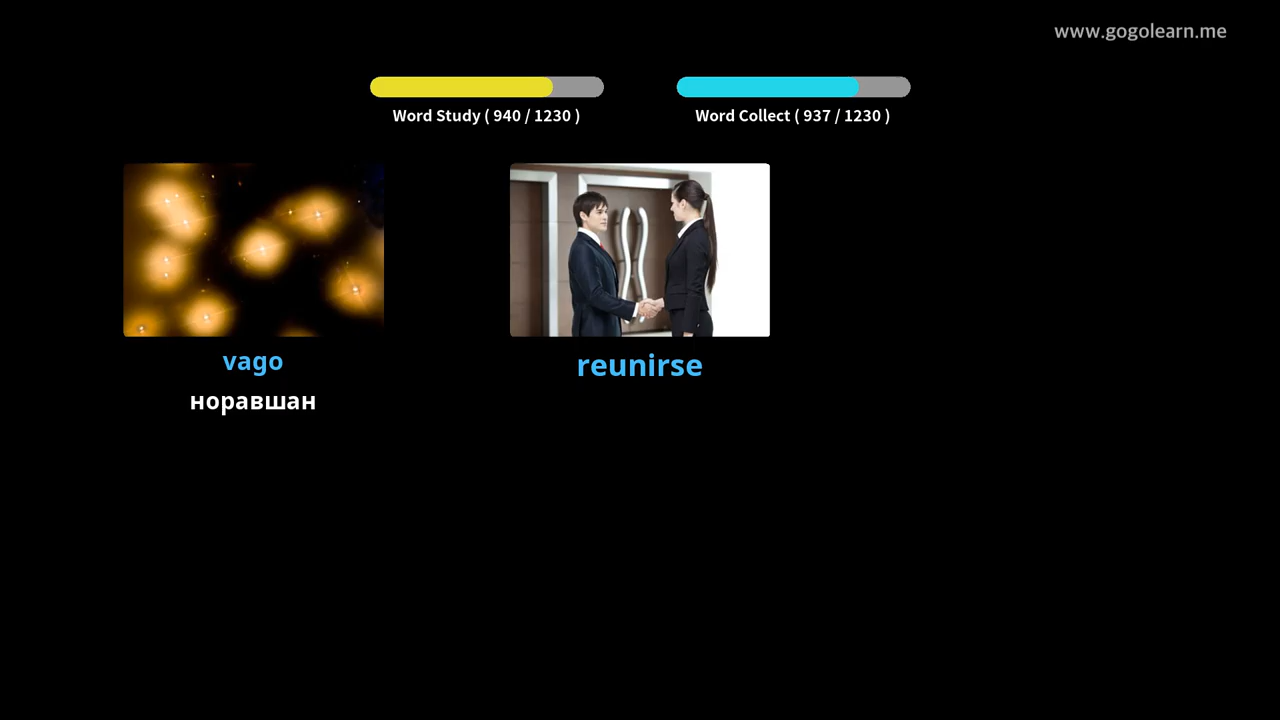 www.gogolearn.me
Word Study ( 940 / 1230 )
Word Collect ( 937 / 1230 )
vago
норавшан
reunirse